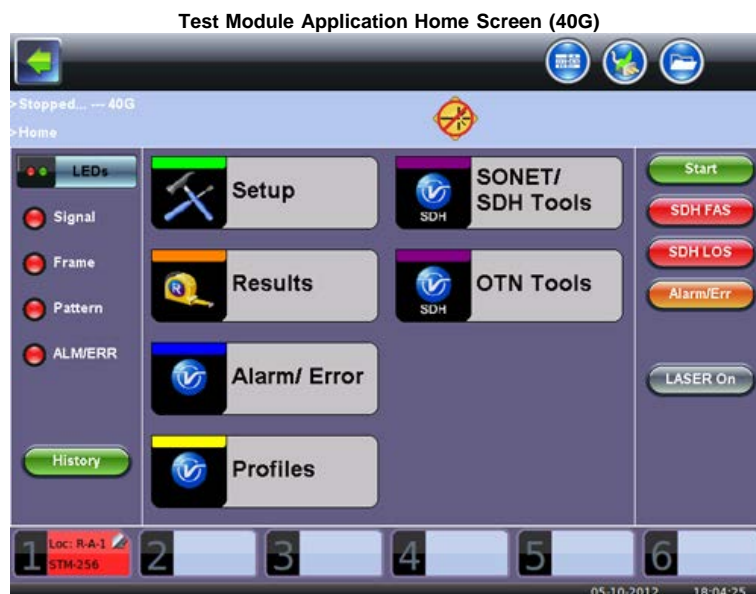 Test Module Application Home Screen (40G)
>Stopped... --- 40G
>Home
LEDs
Signal
Frame
Pattern
ALM/ERR
History
Setup
Results
R
Alarm/ Error
Profiles
SONET/
SDH Tools
SDH
OTN Tools
SDH
Start
SDH FAS
SDH LOS
Alarm/Err
LASER On
1 Loc: R-A-1
STM-256
2
3
4
5
6
05-10-2012 18:04:25